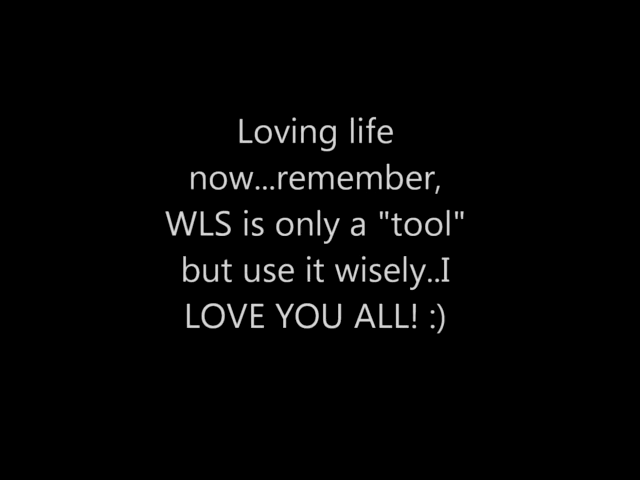 Loving life
now...remember,
WLS is only a "tool"
but use it wisely..I
LOVE YOU ALL! :)